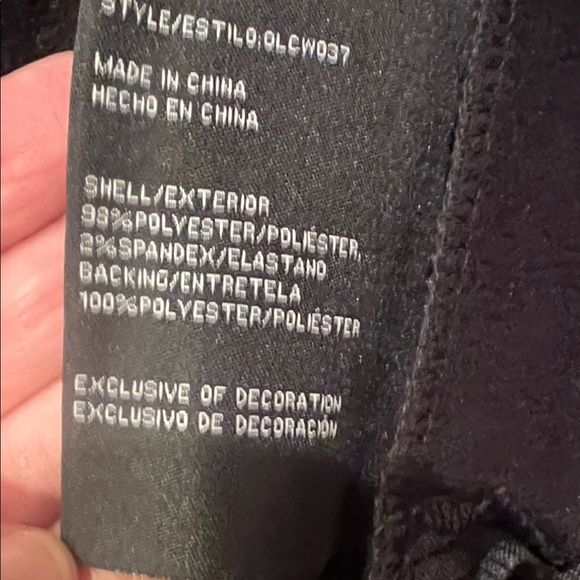 STYLE/ESTILO:GLCW037
MADE IN CHINA
HECHO EN CHINA
SHELL/EXTERIOR
98%POLYESTER/POLIÉSTER,
2%SPANDEX/ELASTANO
BACKING/ENTRETELA
100%POLYESTER/POLIÉSTER
EXCLUSIVE OF DECORATION
EXCLUSIVO DE DECORACIÓN